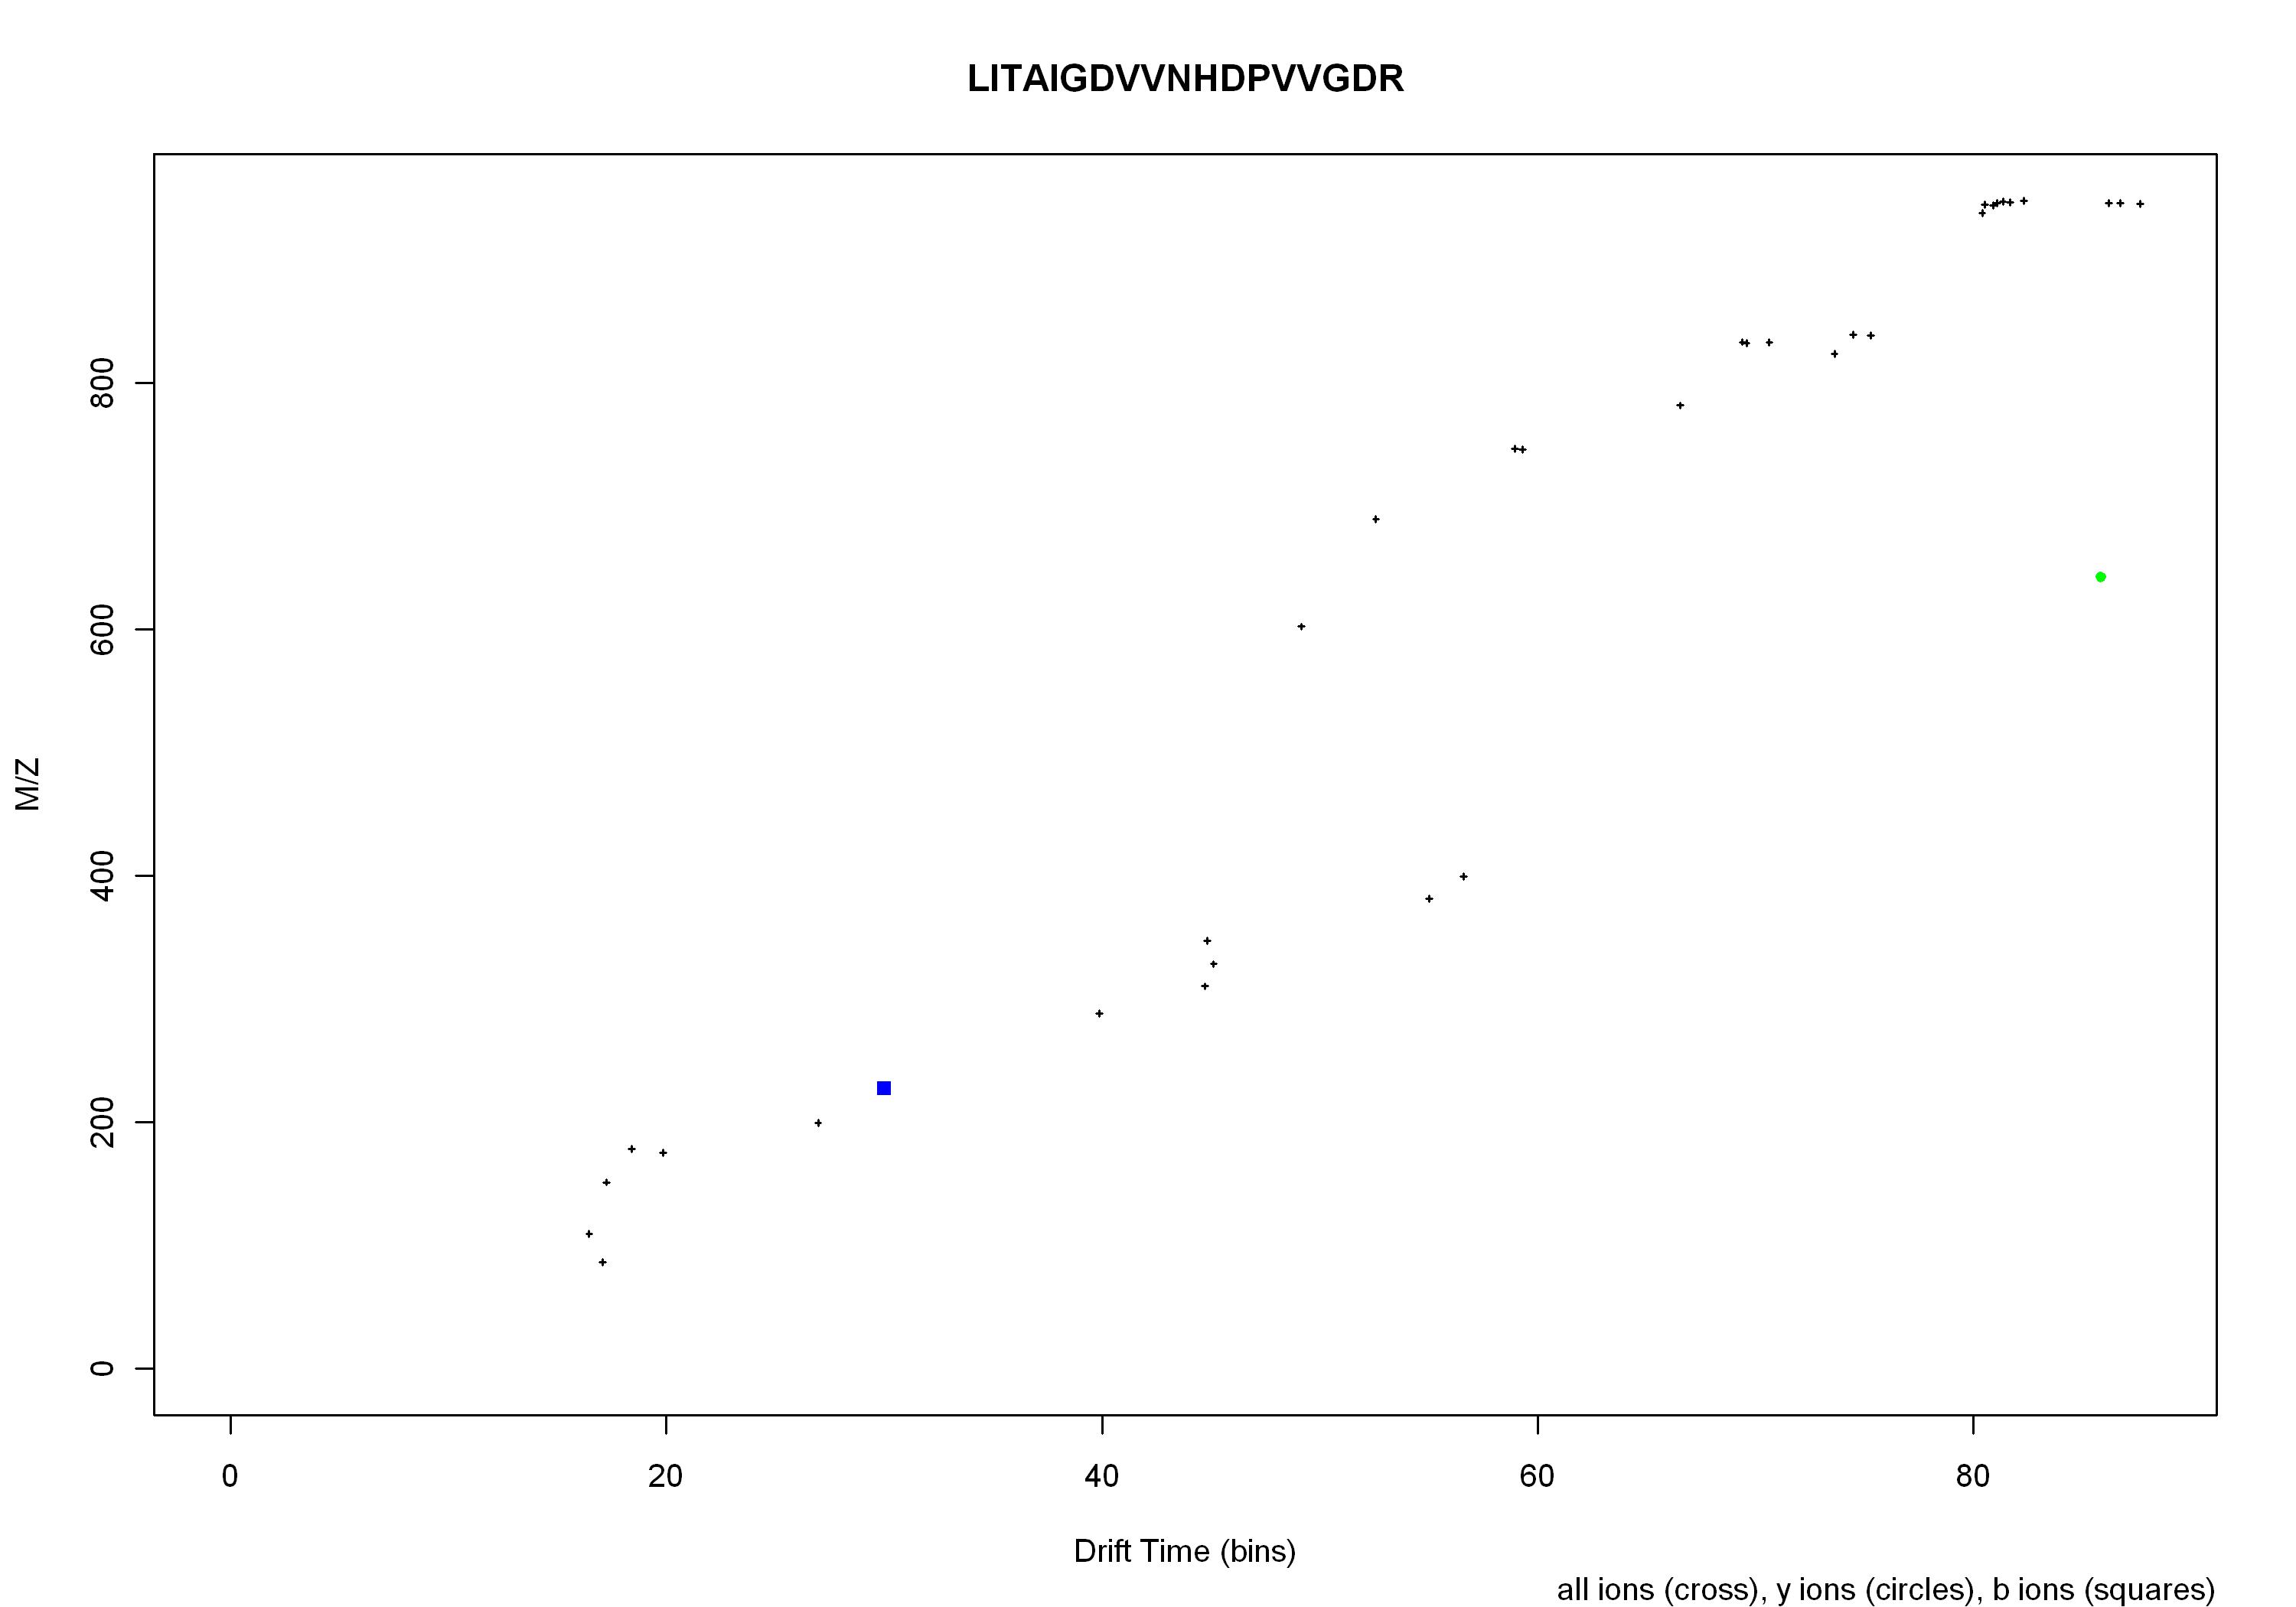 LITAIGDVVNHDPVVGDR
800
600
400
200
0
M/Z
0 20 40 60 80
Drift Time (bins)
all ions (cross), y ions (circles), b ions (squares)